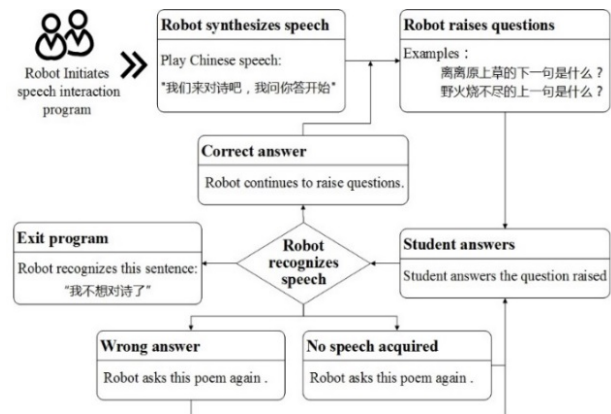 Robot Initiates
speech interaction
program
Robot synthesizes speech
Play Chinese speech:
"我们来对诗吧，我问你答开始"
Robot raises questions
Examples：
离离原上草的下一句是什么？
野火烧不尽的上一句是什么？
Correct answer
Robot continues to raise questions.
Exit program
Robot recognizes this sentence:
"我不想对诗了"
Robot
recognizes
speech
Student answers
Student answers the question raised
Wrong answer
Robot asks this poem again .
No speech acquired
Robot asks this poem again .